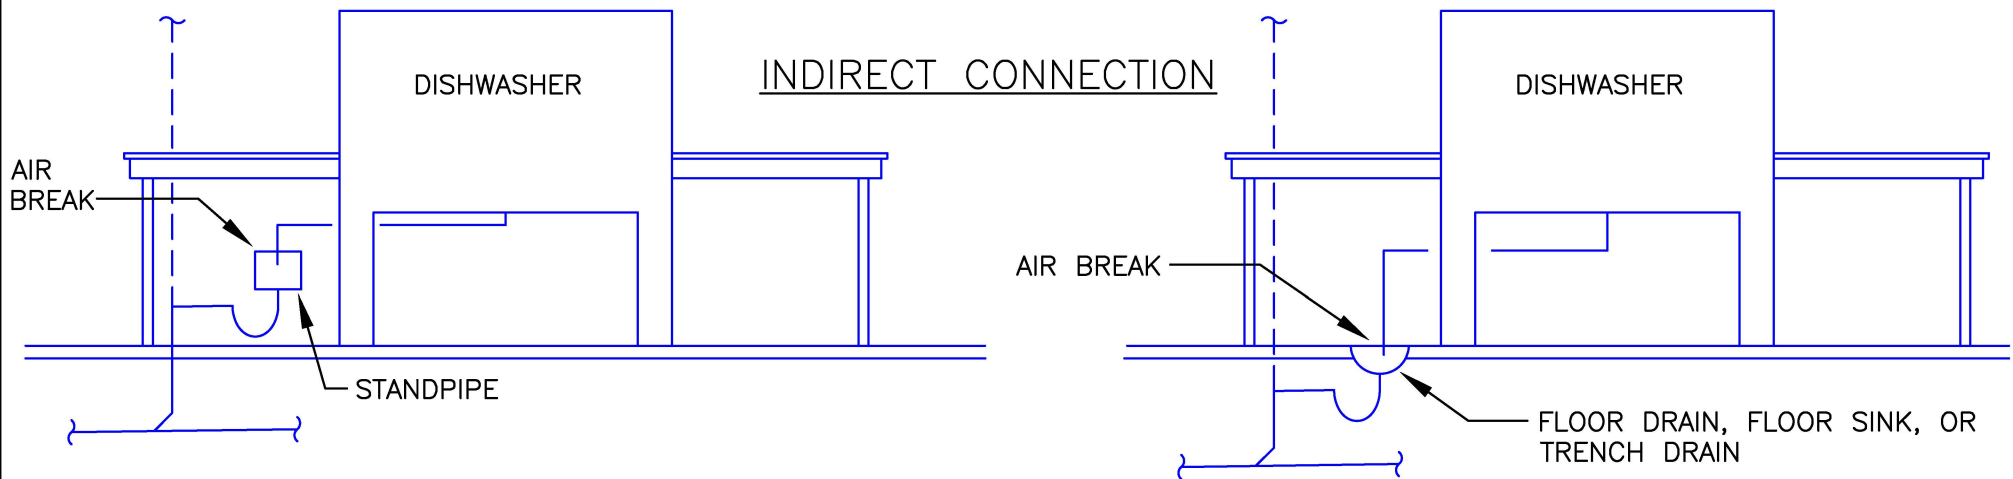 INDIRECT CONNECTION
DISHWASHER
AIR
BREAK
STANDPIPE
DISHWASHER
AIR BREAK
FLOOR DRAIN, FLOOR SINK, OR
TRENCH DRAIN